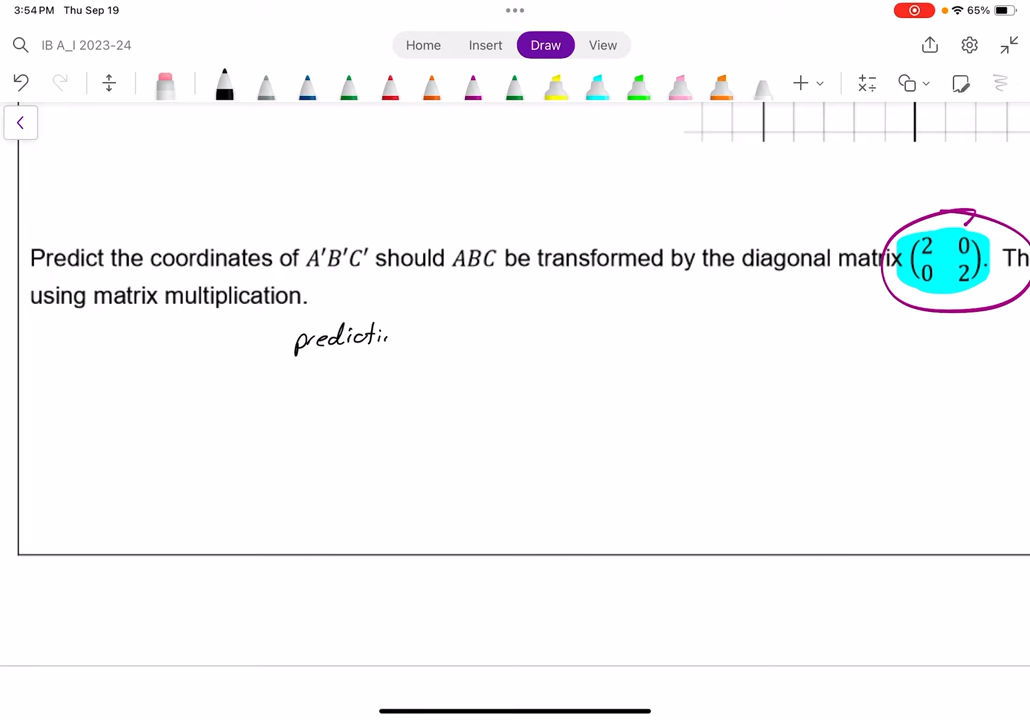 3:54 PM Thu Sep 19
65%
IB A_I 2023-24
Home Insert Draw View
Predict the coordinates of A′B′C′ should ABC be transformed by the diagonal matrix (2 0
0 2). Th
using matrix multiplication.
predicti